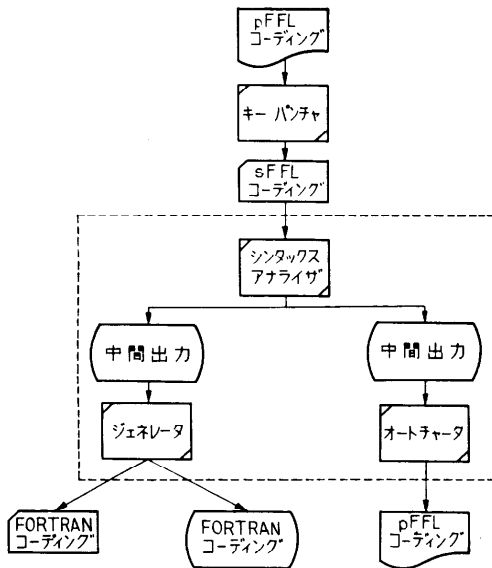 pFFL
コーディング
キー パンチャ
sFFL
コーディング
シンタックス
アナライザ
中間出力
中間出力
ジェネレータ
オートチャータ
FORTRAN
コーディング
FORTRAN
コーディング
pFFL
コーディング